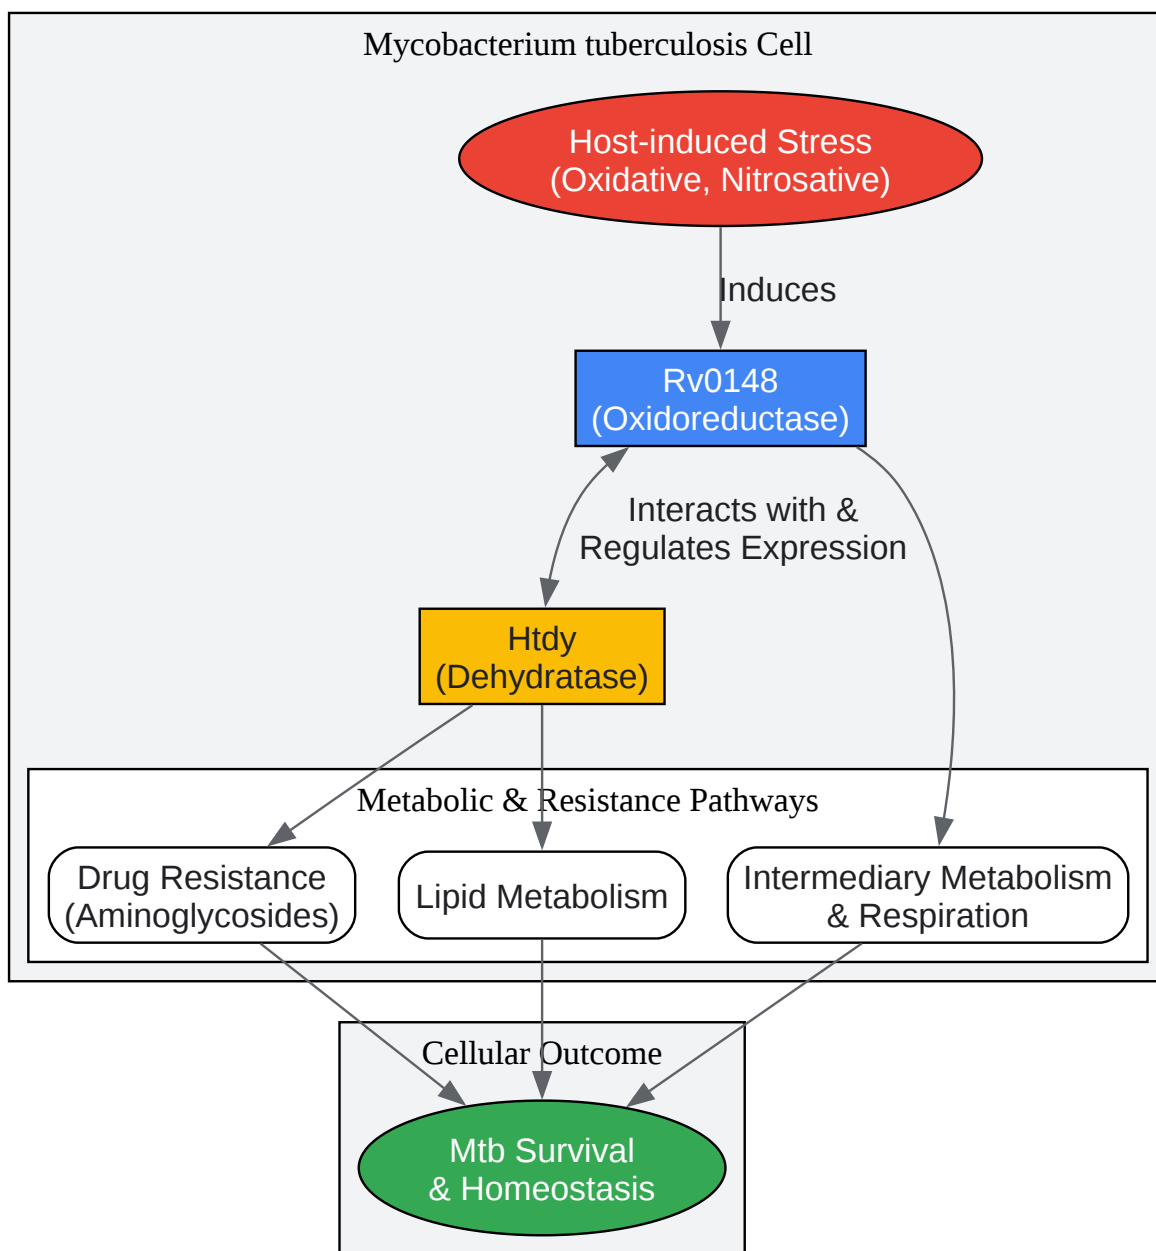 Mycobacterium tuberculosis Cell
Host-induced Stress
(Oxidative, Nitrosative)
Induces
Rv0148
(Oxidoreductase)
Interacts with &
Regulates Expression
Htdy
(Dehydratase)
Metabolic & Resistance Pathways
Drug Resistance
(Aminoglycosides)
Lipid Metabolism
Intermediary Metabolism
& Respiration
Cellular Outcome
Mtb Survival
& Homeostasis